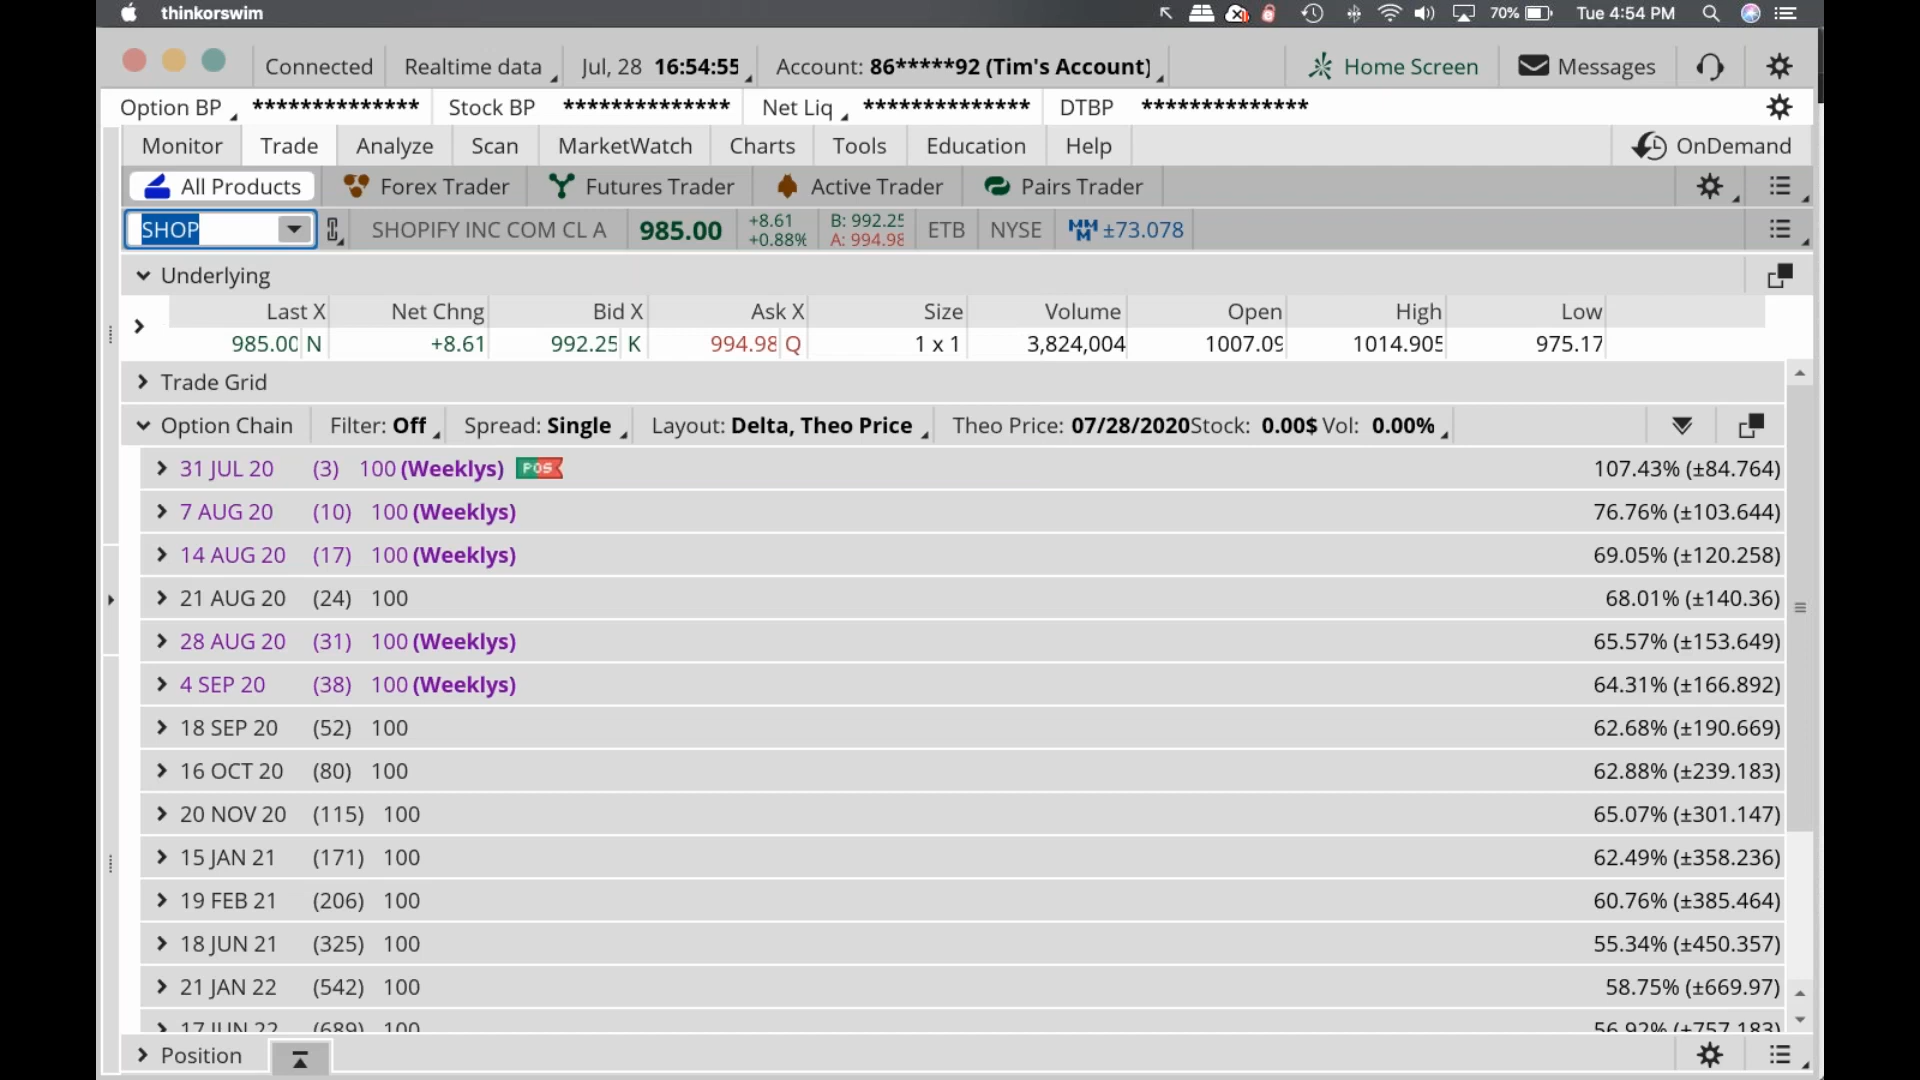 thinkorswim 70% Tue 4:54 PM
Connected Realtime data Jul, 28 16:54:55 Account: 86*****92 (Tim's Account) Home Screen Messages
Option BP ************** Stock BP ************** Net Liq ************** DTBP **************
Monitor Trade Analyze Scan MarketWatch Charts Tools Education Help OnDemand
All Products Forex Trader Futures Trader Active Trader Pairs Trader
SHOP SHOPIFY INC COM CL A 985.00 +8.61 +0.88% B: 992.25 A: 994.98 ETB NYSE MMM ±73.078
Underlying
Last X Net Chng Bid X Ask X Size Volume Open High Low
985.00 N +8.61 992.25 K 994.98 Q 1 x 1 3,824,004 1007.09 1014.905 975.17
Trade Grid
Option Chain Filter: Off Spread: Single Layout: Delta, Theo Price Theo Price: 07/28/2020Stock: 0.00$ Vol: 0.00%
31 JUL 20 (3) 100 (Weeklys) POS 107.43% (±84.764)
7 AUG 20 (10) 100 (Weeklys) 76.76% (±103.644)
14 AUG 20 (17) 100 (Weeklys) 69.05% (±120.258)
21 AUG 20 (24) 100 68.01% (±140.36)
28 AUG 20 (31) 100 (Weeklys) 65.57% (±153.649)
4 SEP 20 (38) 100 (Weeklys) 64.31% (±166.892)
18 SEP 20 (52) 100 62.68% (±190.669)
16 OCT 20 (80) 100 62.88% (±239.183)
20 NOV 20 (115) 100 65.07% (±301.147)
15 JAN 21 (171) 100 62.49% (±358.236)
19 FEB 21 (206) 100 60.76% (±385.464)
18 JUN 21 (325) 100 55.34% (±450.357)
21 JAN 22 (542) 100 58.75% (±669.97)
17 JUN 22 (689) 100 56.92% (±757.183)
Position